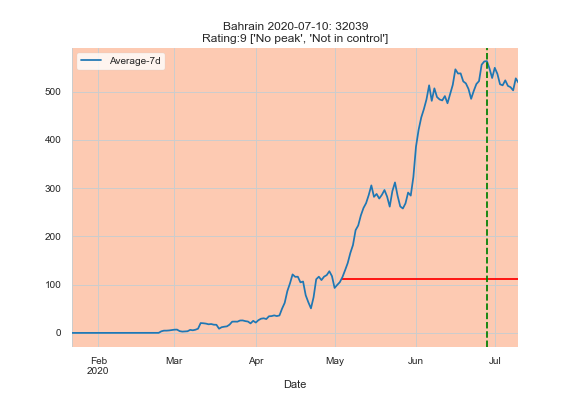 Bahrain 2020-07-10: 32039
Rating:9 ['No peak', 'Not in control']
Average-7d
500
400
300
200
100
0
Feb Mar Apr May Jun Jul
2020
Date